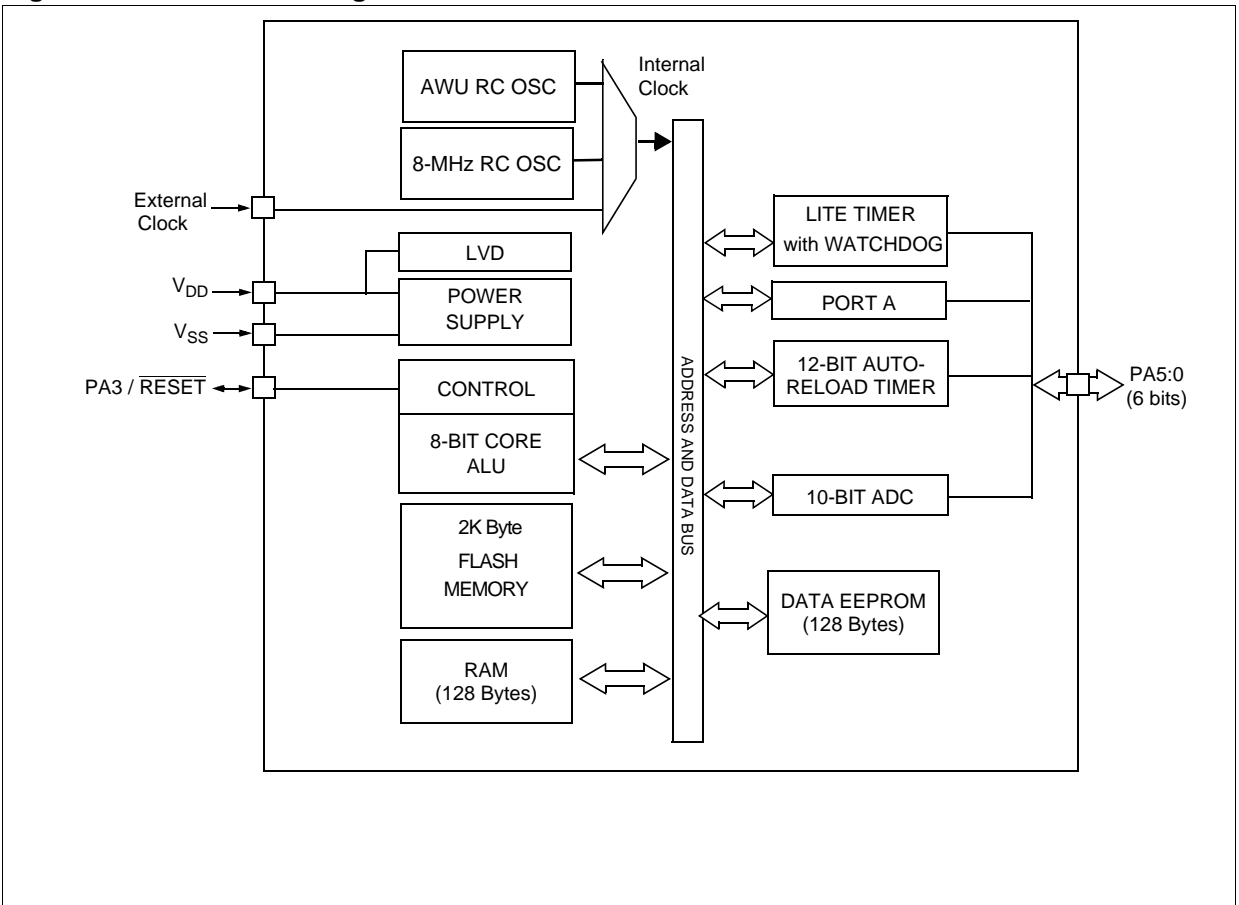 AWU RC OSC
Internal
Clock
8-MHz RC OSC
External
Clock
LITE TIMER
with WATCHDOG
LVD
VDD
POWER
SUPPLY
PORT A
VSS
ADDRESS AND DATA BUS
12-BIT AUTO-
RELOAD TIMER
PA3 / RESET
CONTROL
PA5:0
(6 bits)
8-BIT CORE
ALU
10-BIT ADC
2K Byte
FLASH
MEMORY
DATA EEPROM
(128 Bytes)
RAM
(128 Bytes)